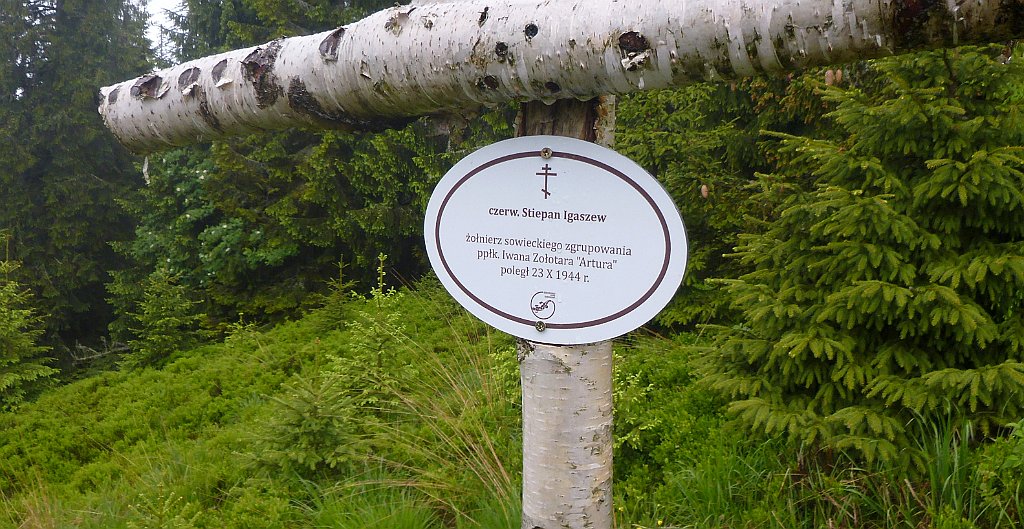 czerw. Stiepan Igaszew
żołnierz sowieckiego zgrupowania
ppłk. Iwana Zołotara "Artura"
poległ 23 X 1944 r.